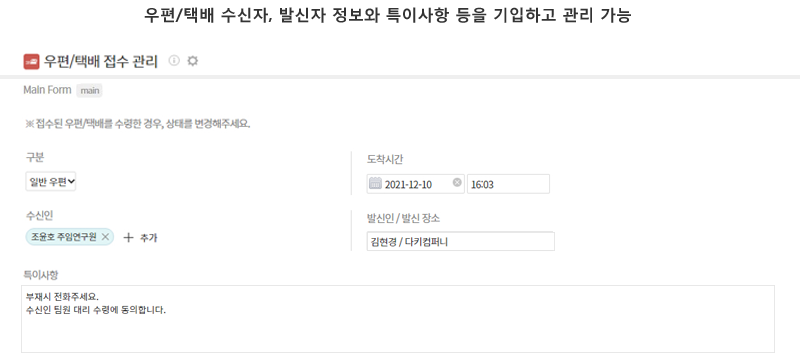 우편/택배 수신자, 발신자 정보와 특이사항 등을 기입하고 관리 가능
우편/택배 접수 관리
Main Form main
※ 접수된 우편/택배를 수령한 경우, 상태를 변경해주세요.
구분
일반 우편
도착시간
2021-12-10 16:03
수신인
조윤호 주임연구원 × + 추가
발신인 / 발신 장소
김현경 / 다키컴퍼니
특이사항
부재시 전화주세요.
수신인 팀원 대리 수령에 동의합니다.